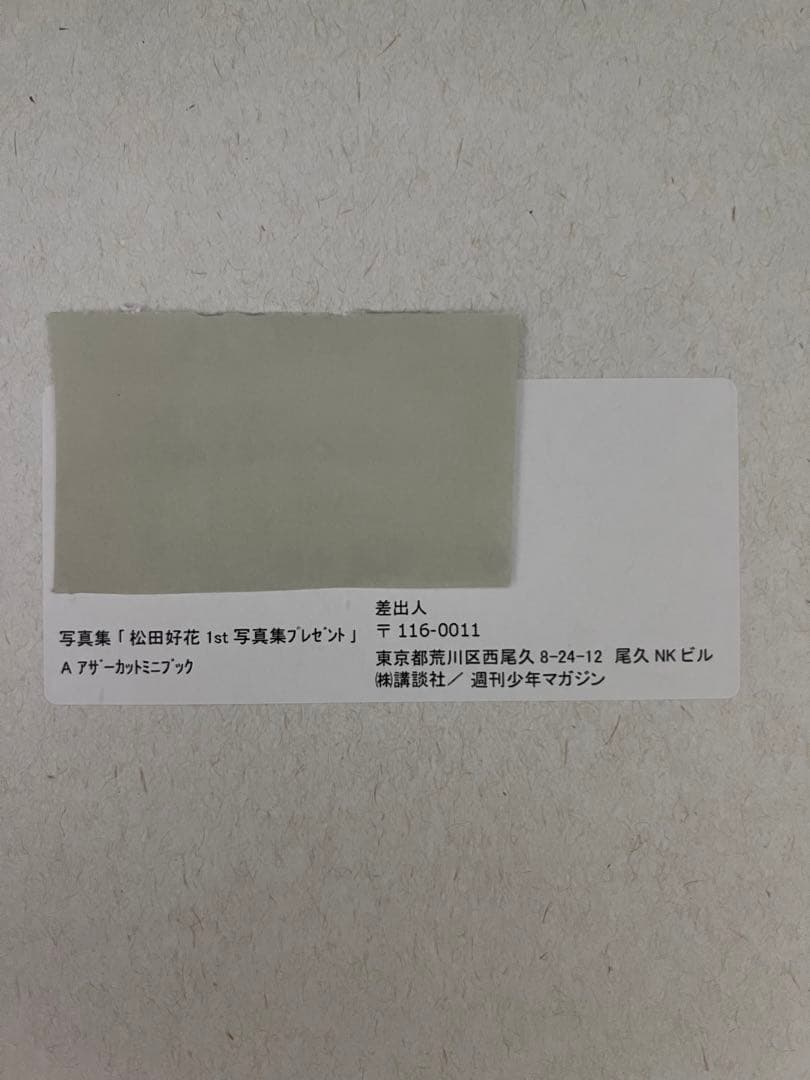 写真集「松田好花 1st 写真集ﾌﾟﾚｾﾞﾝﾄ」
A ｱｻﾞｰｶｯﾄﾐﾆﾌﾞｯｸ
差出人
〒 116-0011
東京都荒川区西尾久 8-24-12 尾久 NK ビル
㈱講談社／ 週刊少年マガジン